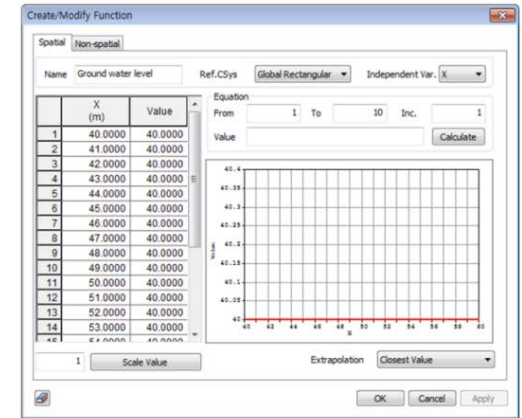 Create/Modify Function
Spatial Non-spatial
Name Ground water level Ref.CSys Global Rectangular Independent Var. X
Equation
From 1 To 10 Inc. 1
Value Calculate
X (m) Value
1 40.0000 40.0000
2 41.0000 40.0000
3 42.0000 40.0000
4 43.0000 40.0000
5 44.0000 40.0000
6 45.0000 40.0000
7 46.0000 40.0000
8 47.0000 40.0000
9 48.0000 40.0000
10 49.0000 40.0000
11 50.0000 40.0000
12 51.0000 40.0000
13 52.0000 40.0000
14 53.0000 40.0000
40.4
40.35
40.3
40.25
40.2
40.15
40.1
40.05
40
Value
40 42 44 46 48 50 52 54 56 58 60
X
1 Scale Value
Extrapolation Closest Value
OK Cancel Apply